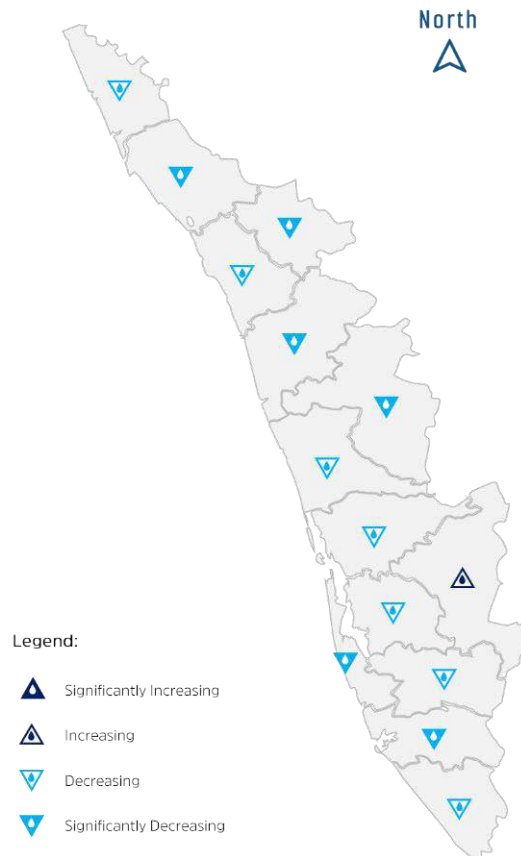 North
Legend:
Significantly Increasing
Increasing
Decreasing
Significantly Decreasing